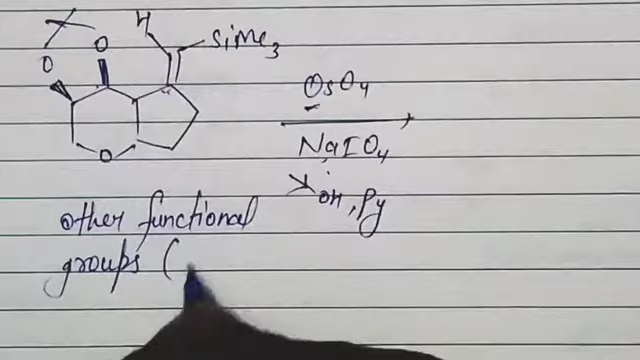 H
SiMe3
O
O
OsO4
NaIO4
O
OH, Py
other functional
groups (